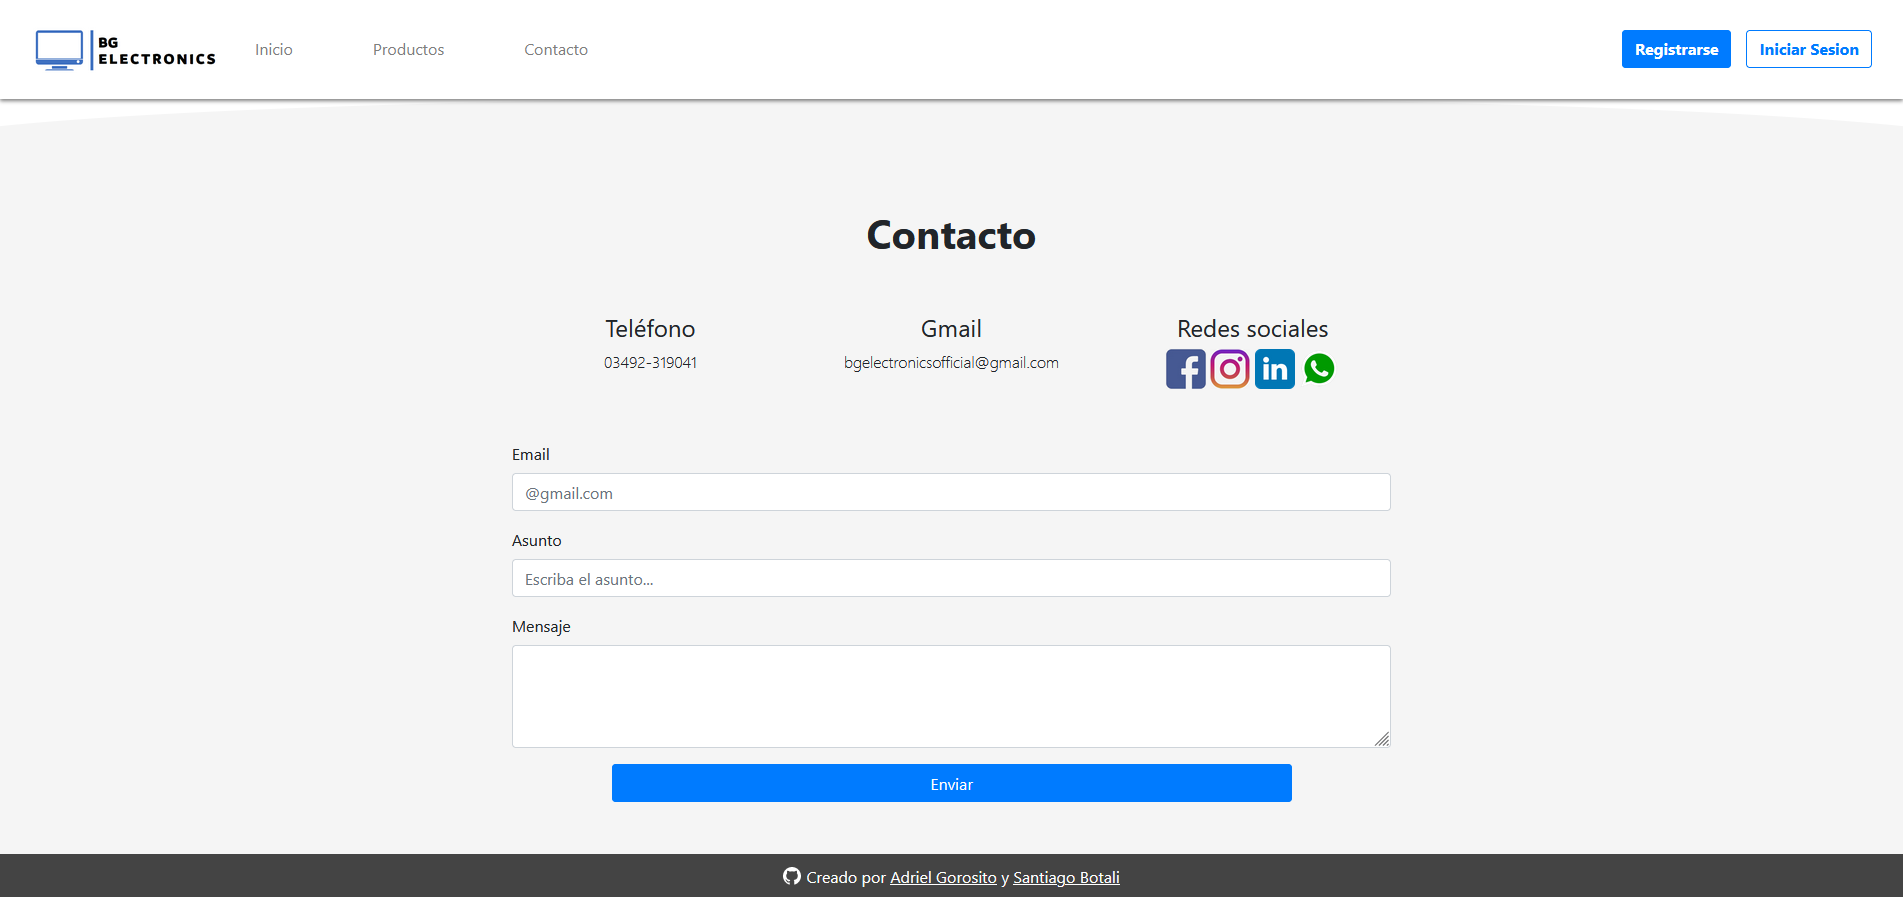 BG
ELECTRONICS
Inicio
Productos
Contacto
Registrarse
Iniciar Sesion
Contacto
Teléfono
03492-319041
Gmail
bgelectronicsofficial@gmail.com
Redes sociales
in
Email
@gmail.com
Asunto
Escriba el asunto...
Mensaje
Enviar
Creado por Adriel Gorosito y Santiago Botali